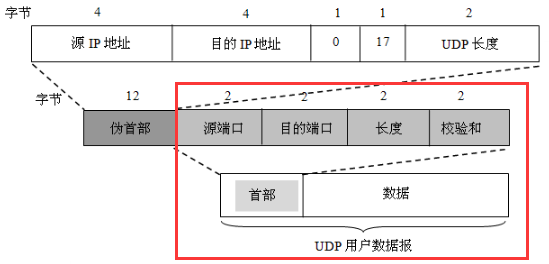 字节 4 4 1 1 2
源 IP 地址 目的 IP 地址 0 17 UDP 长度
字节 12 2 2 2 2
伪首部 源端口 目的端口 长度 校验和
首部 数据
UDP 用户数据报